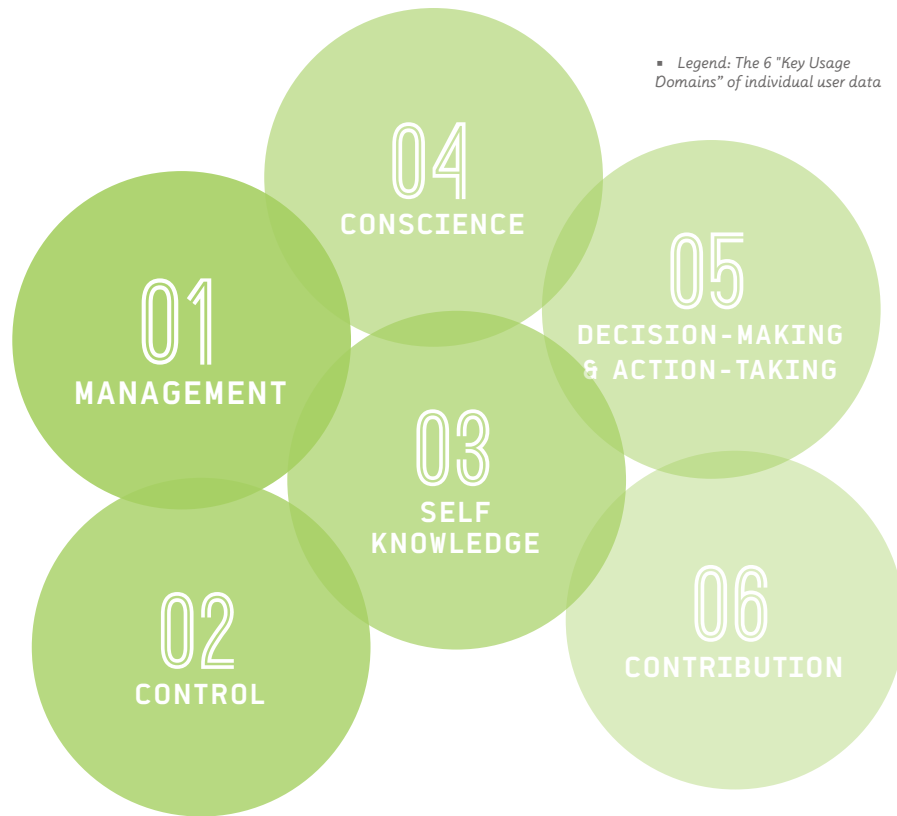 ▪ Legend: The 6 "Key Usage
Domains” of individual user data
01
MANAGEMENT
02
CONTROL
03
SELF
KNOWLEDGE
04
CONSCIENCE
05
DECISION-MAKING
& ACTION-TAKING
06
CONTRIBUTION